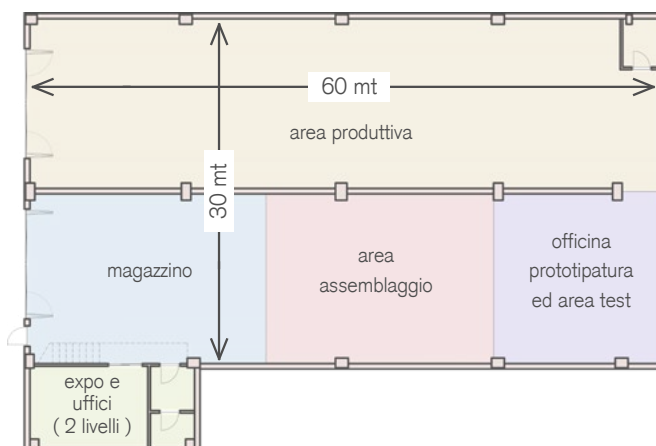 60 mt
area produttiva
30 mt
magazzino
area
assemblaggio
officina
prototipatura
ed area test
expo e
uffici
( 2 livelli )